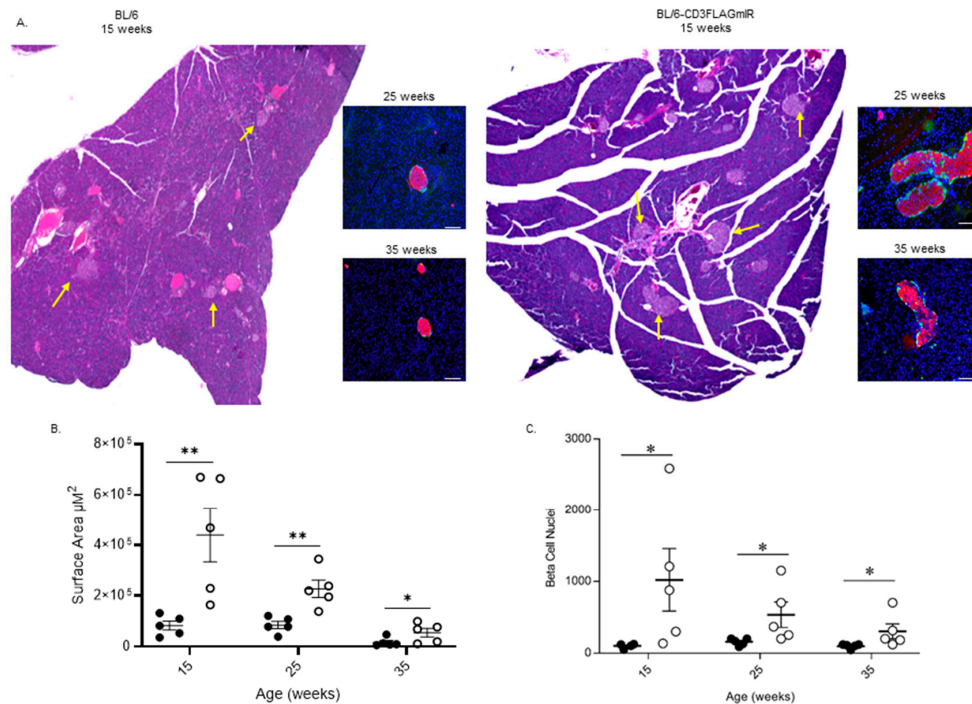 A.
BL/6
15 weeks
BL/6-CD3FLAGmIR
15 weeks
25 weeks
35 weeks
25 weeks
35 weeks
B.
8×10⁵
6×10⁵
4×10⁵
2×10⁵
0
Surface Area µM²
**
**
*
15
25
35
Age (weeks)
C.
3000
2000
1000
0
Beta Cell Nuclei
*
*
*
15
25
35
Age (weeks)